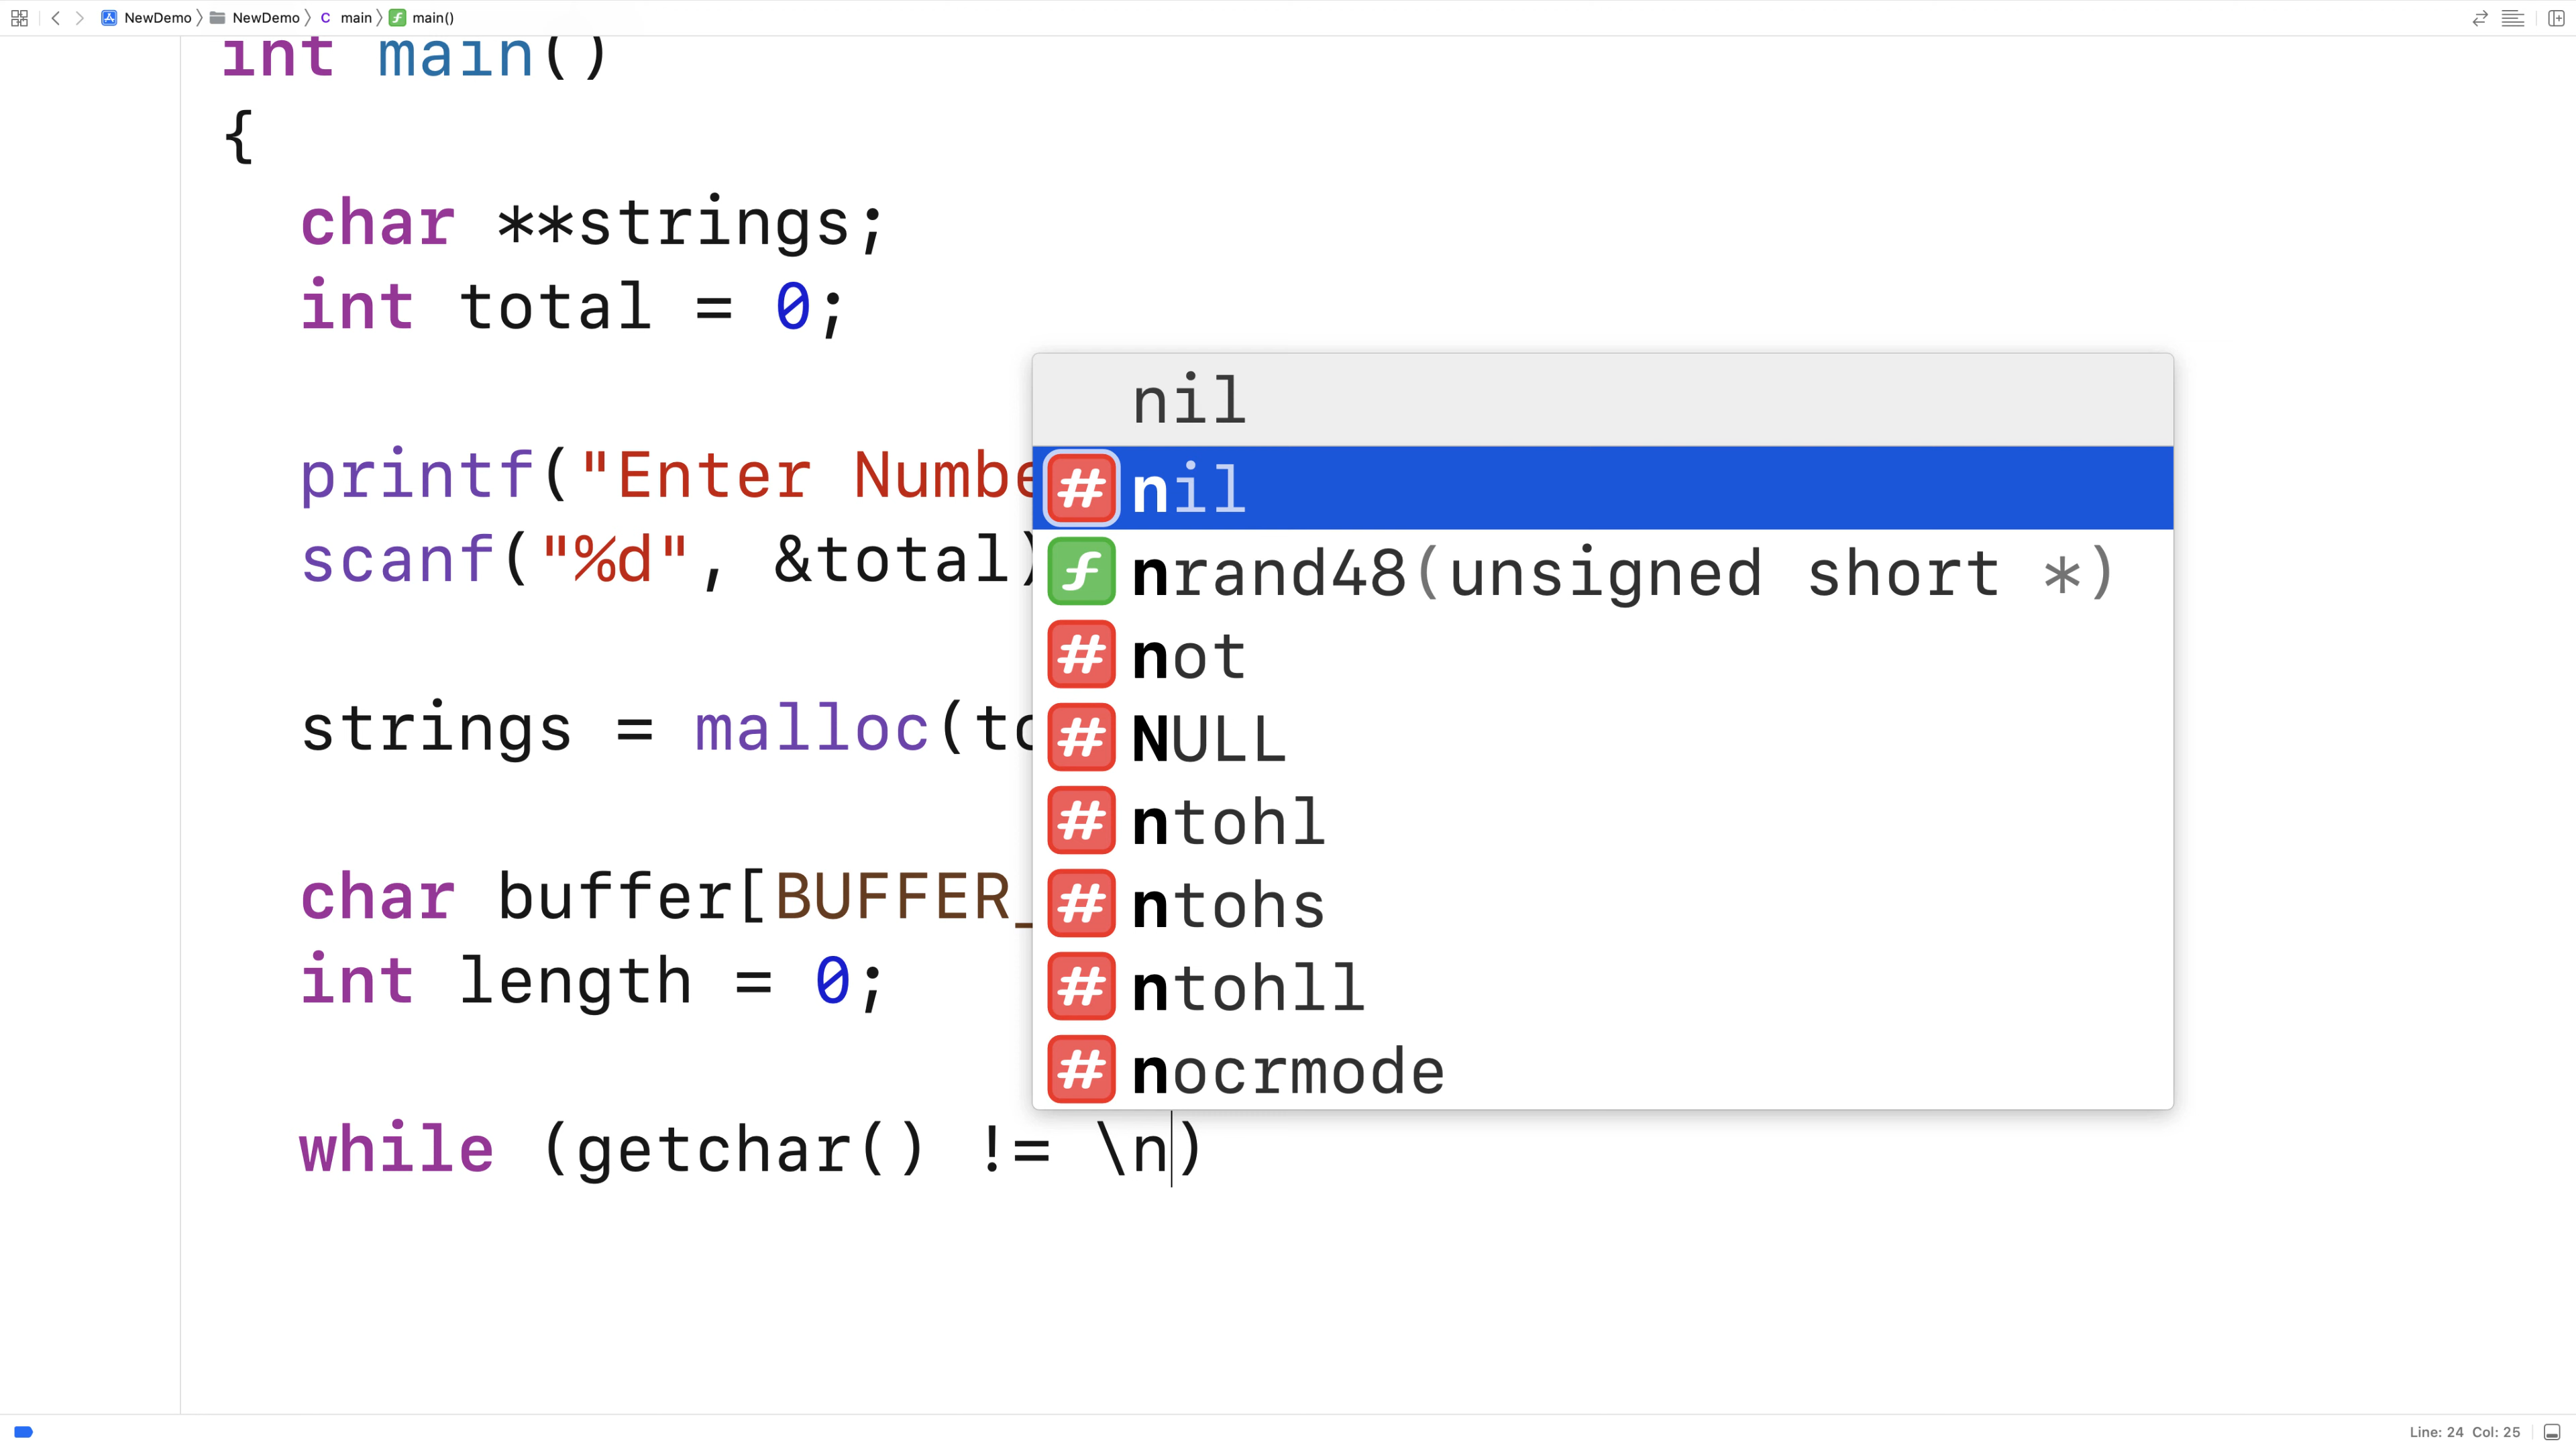 NewDemo NewDemo C main f main()
int main()
{
char **strings;
int total = 0;
nil
printf("Enter Numbe
# nil
scanf("%d", &total)
f nrand48(unsigned short *)
# not
strings = malloc(to
# NULL
# ntohl
char buffer[BUFFER_
# ntohs
int length = 0;
# ntohll
# nocrmode
while (getchar() != \n)
Line: 24 Col: 25